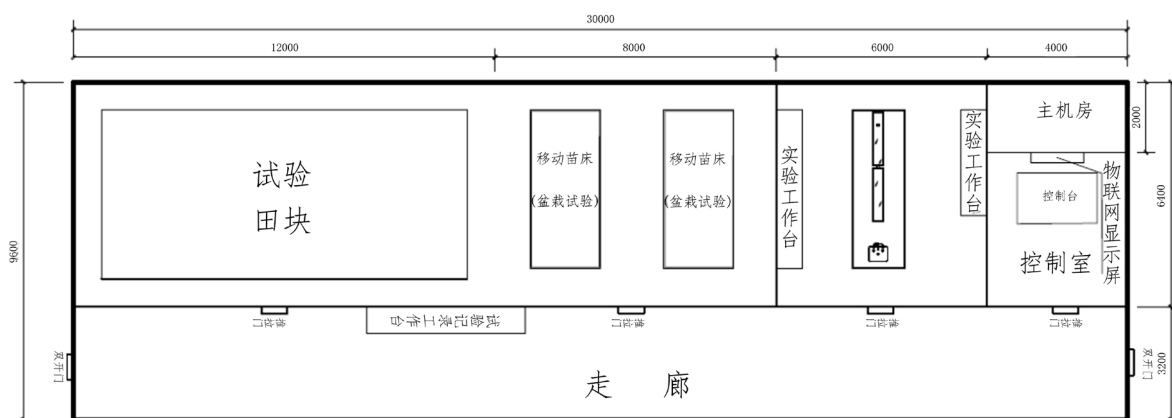 30000
12000
8000
6000
4000
主机房
2000
试验
田块
移动苗床
(盆栽试验)
移动苗床
(盆栽试验)
实验工作台
实验工作台
控制台
物联网显示屏
控制室
6400
9600
推拉门
试验记录工作台
推拉门
推拉门
推拉门
双开门
走 廊
双开门
3200